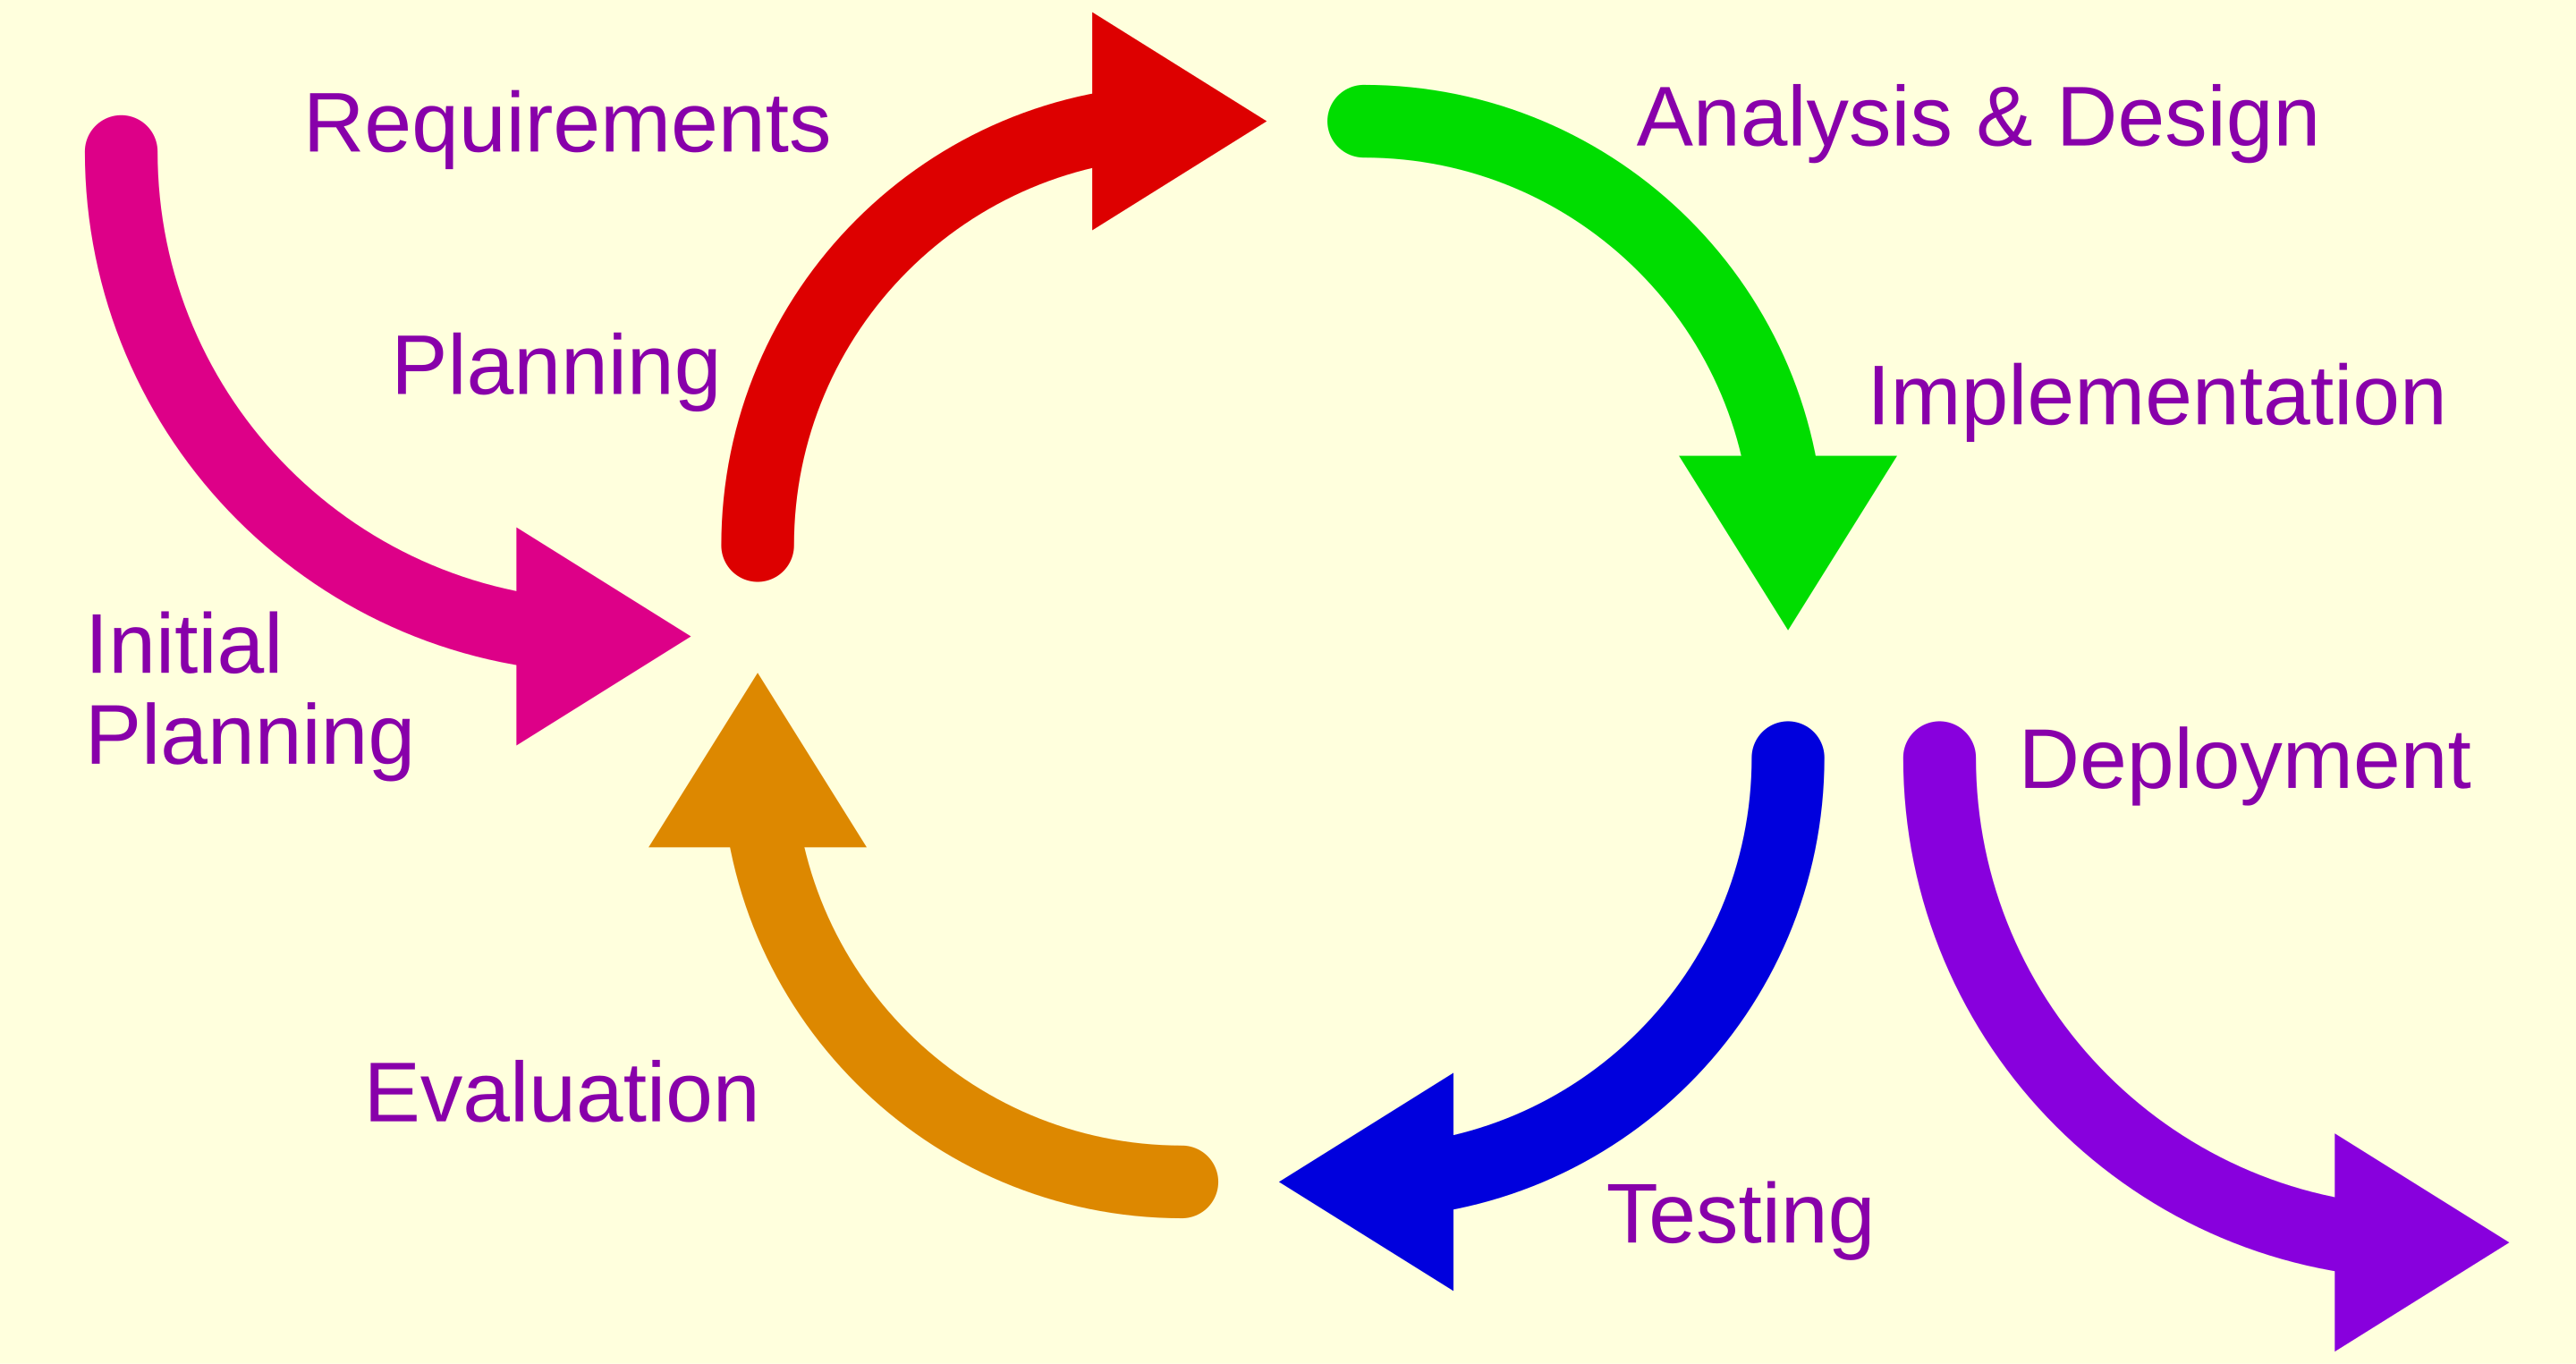 Requirements
Analysis & Design
Planning
Implementation
Initial
Planning
Deployment
Evaluation
Testing